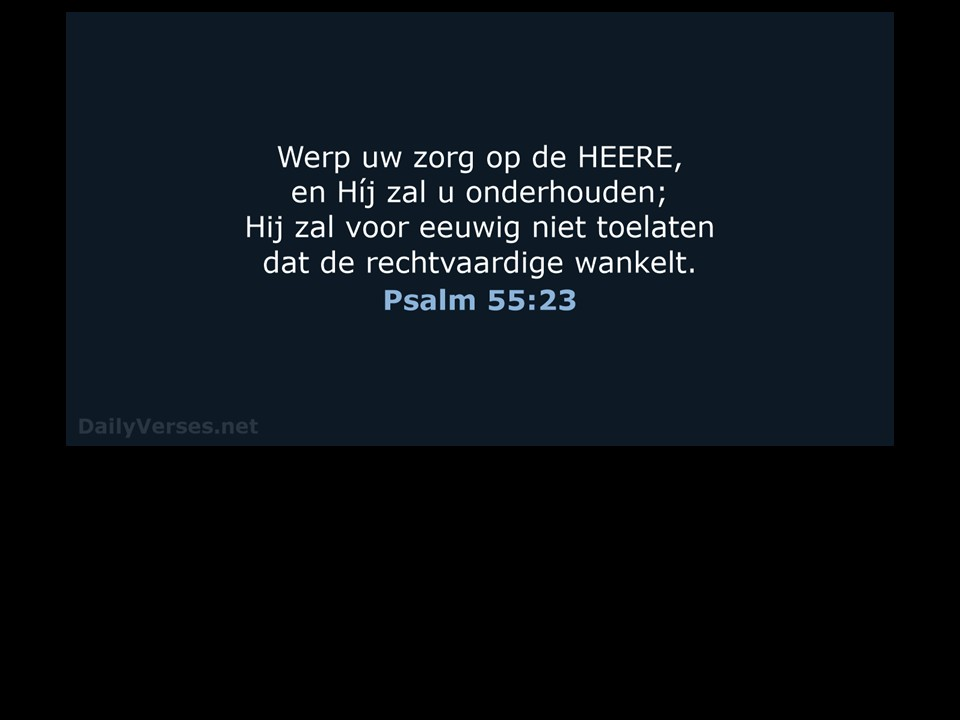 Werp uw zorg op de HEERE,
en Híj zal u onderhouden;
Hij zal voor eeuwig niet toelaten
dat de rechtvaardige wankelt.
Psalm 55:23
DailyVerses.net